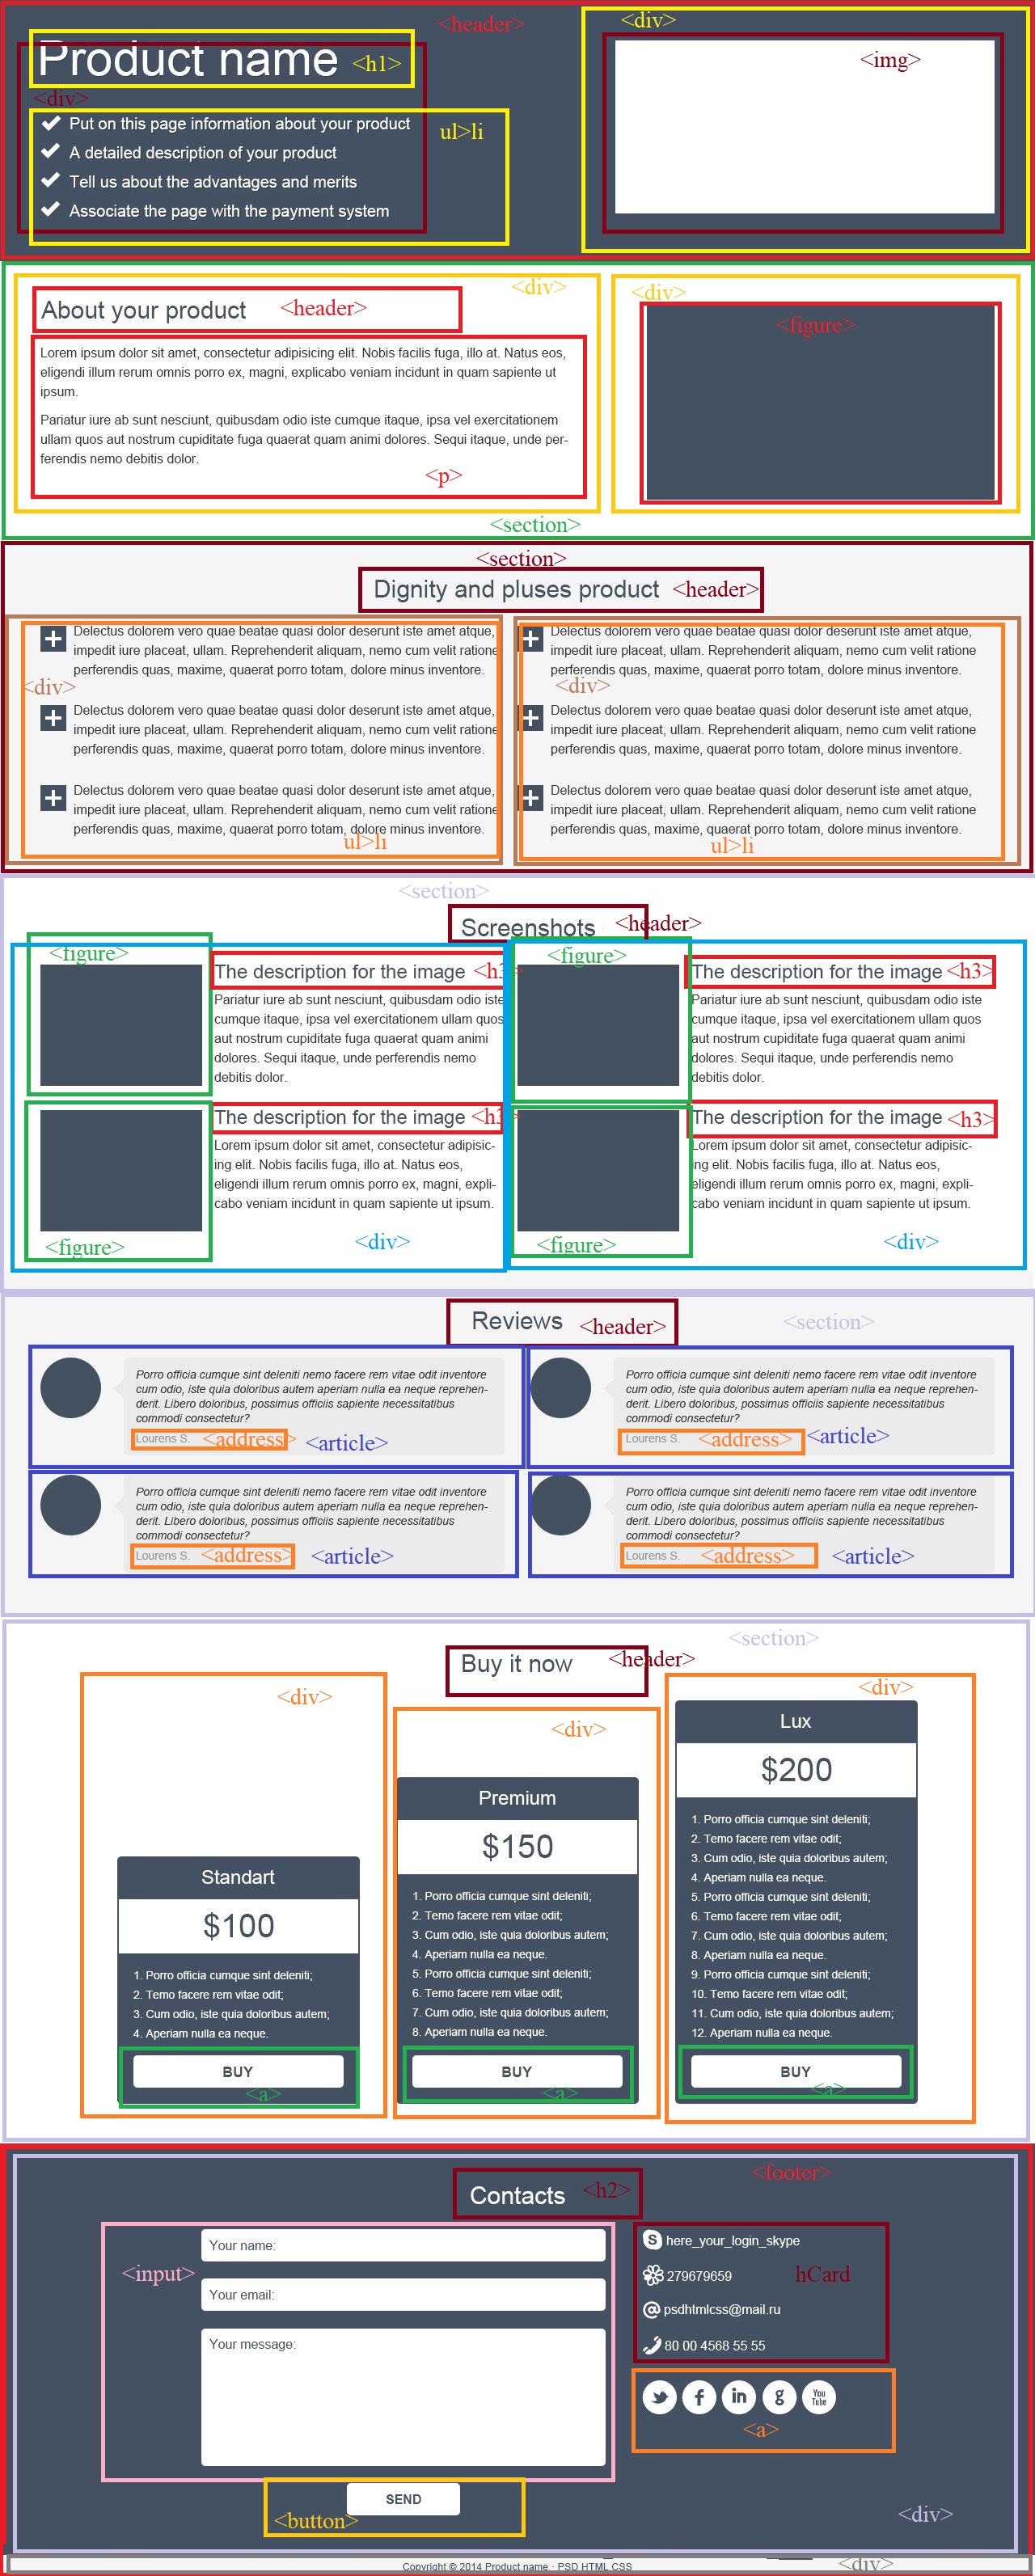 <header>
<div>
Product name <h1>
<img>
<div>
ul>li
Put on this page information about your product
A detailed description of your product
Tell us about the advantages and merits
Associate the page with the payment system
<div>
<div>
About your product <header>
<figure>
Lorem ipsum dolor sit amet, consectetur adipisicing elit. Nobis facilis fuga, illo at. Natus eos,
eligendi illum rerum omnis porro ex, magni, explicabo veniam incidunt in quam sapiente ut
ipsum.
Pariatur iure ab sunt nesciunt, quibusdam odio iste cumque itaque, ipsa vel exercitationem
ullam quos aut nostrum cupiditate fuga quaerat quam animi dolores. Sequi itaque, unde per-
ferendis nemo debitis dolor.
<p>
<section>
<section>
Dignity and pluses product <header>
Delectus dolorem vero quae beatae quasi dolor deserunt iste amet atque,
impedit iure placeat, ullam. Reprehenderit aliquam, nemo cum velit ratione
perferendis quas, maxime, quaerat porro totam, dolore minus inventore.
<div>
Delectus dolorem vero quae beatae quasi dolor deserunt iste amet atque,
impedit iure placeat, ullam. Reprehenderit aliquam, nemo cum velit ratione
perferendis quas, maxime, quaerat porro totam, dolore minus inventore.
Delectus dolorem vero quae beatae quasi dolor deserunt iste amet atque,
impedit iure placeat, ullam. Reprehenderit aliquam, nemo cum velit ratione
perferendis quas, maxime, quaerat porro totam, dolore minus inventore.
ul>li
Delectus dolorem vero quae beatae quasi dolor deserunt iste amet atque,
impedit iure placeat, ullam. Reprehenderit aliquam, nemo cum velit ratione
perferendis quas, maxime, quaerat porro totam, dolore minus inventore.
<div>
Delectus dolorem vero quae beatae quasi dolor deserunt iste amet atque,
impedit iure placeat, ullam. Reprehenderit aliquam, nemo cum velit ratione
perferendis quas, maxime, quaerat porro totam, dolore minus inventore.
Delectus dolorem vero quae beatae quasi dolor deserunt iste amet atque,
impedit iure placeat, ullam. Reprehenderit aliquam, nemo cum velit ratione
perferendis quas, maxime, quaerat porro totam, dolore minus inventore.
ul>li
<section>
Screenshots <header>
<figure>
The description for the image <h3>
Pariatur iure ab sunt nesciunt, quibusdam odio iste
cumque itaque, ipsa vel exercitationem ullam quos
aut nostrum cupiditate fuga quaerat quam animi
dolores. Sequi itaque, unde perferendis nemo
debitis dolor.
The description for the image <h3>
Lorem ipsum dolor sit amet, consectetur adipisic-
ing elit. Nobis facilis fuga, illo at. Natus eos,
eligendi illum rerum omnis porro ex, magni, expli-
cabo veniam incidunt in quam sapiente ut ipsum.
<figure>
<div>
<figure>
The description for the image <h3>
Pariatur iure ab sunt nesciunt, quibusdam odio iste
cumque itaque, ipsa vel exercitationem ullam quos
aut nostrum cupiditate fuga quaerat quam animi
dolores. Sequi itaque, unde perferendis nemo
debitis dolor.
The description for the image <h3>
Lorem ipsum dolor sit amet, consectetur adipisic-
ing elit. Nobis facilis fuga, illo at. Natus eos,
eligendi illum rerum omnis porro ex, magni, expli-
cabo veniam incidunt in quam sapiente ut ipsum.
<figure>
<div>
Reviews <header>
<section>
Porro officia cumque sint deleniti nemo facere rem vitae odit inventore
cum odio, iste quia doloribus autem aperiam nulla ea neque reprehen-
derit. Libero doloribus, possimus officiis sapiente necessitatibus
commodi consectetur?
Lourens S. <address> <article>
Porro officia cumque sint deleniti nemo facere rem vitae odit inventore
cum odio, iste quia doloribus autem aperiam nulla ea neque reprehen-
derit. Libero doloribus, possimus officiis sapiente necessitatibus
commodi consectetur?
Lourens S. <address> <article>
Porro officia cumque sint deleniti nemo facere rem vitae odit inventore
cum odio, iste quia doloribus autem aperiam nulla ea neque reprehen-
derit. Libero doloribus, possimus officiis sapiente necessitatibus
commodi consectetur?
Lourens S. <address> <article>
Porro officia cumque sint deleniti nemo facere rem vitae odit inventore
cum odio, iste quia doloribus autem aperiam nulla ea neque reprehen-
derit. Libero doloribus, possimus officiis sapiente necessitatibus
commodi consectetur?
Lourens S. <address> <article>
<section>
Buy it now <header>
<div>
Standart
$100
1. Porro officia cumque sint deleniti;
2. Temo facere rem vitae odit;
3. Cum odio, iste quia doloribus autem;
4. Aperiam nulla ea neque.
BUY
<a>
<div>
Premium
$150
1. Porro officia cumque sint deleniti;
2. Temo facere rem vitae odit;
3. Cum odio, iste quia doloribus autem;
4. Aperiam nulla ea neque.
5. Porro officia cumque sint deleniti;
6. Temo facere rem vitae odit;
7. Cum odio, iste quia doloribus autem;
8. Aperiam nulla ea neque.
BUY
<a>
<div>
Lux
$200
1. Porro officia cumque sint deleniti;
2. Temo facere rem vitae odit;
3. Cum odio, iste quia doloribus autem;
4. Aperiam nulla ea neque.
5. Porro officia cumque sint deleniti;
6. Temo facere rem vitae odit;
7. Cum odio, iste quia doloribus autem;
8. Aperiam nulla ea neque.
9. Porro officia cumque sint deleniti;
10. Temo facere rem vitae odit;
11. Cum odio, iste quia doloribus autem;
12. Aperiam nulla ea neque.
BUY
<a>
<footer>
Contacts <h2>
<input>
Your name:
Your email:
Your message:
SEND
<button>
here_your_login_skype
279679659
hCard
psdhtmlcss@mail.ru
80 00 4568 55 55
You
Tube
<a>
<div>
Copyright © 2014 Product name · PSD HTML CSS
<div>